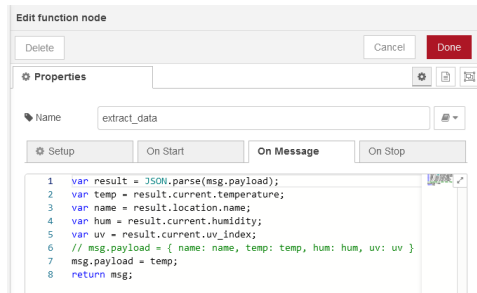 Edit function node
Delete
Cancel
Done
Properties
Name
extract_data
Setup
On Start
On Message
On Stop
1 var result = JSON.parse(msg.payload);
2 var temp = result.current.temperature;
3 var name = result.location.name;
4 var hum = result.current.humidity;
5 var uv = result.current.uv_index;
6 // msg.payload = { name: name, temp: temp, hum: hum, uv: uv }
7 msg.payload = temp;
8 return msg;